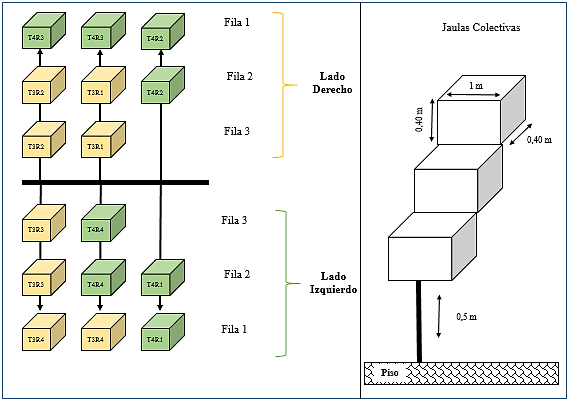 T4R3 T4R3 T4R2 Fila 1
T3R2 T3R1 T4R2 Fila 2
Lado
Derecho
T3R2 T3R1 Fila 3
T3R3 T4R4 Fila 3
T3R3 T4R4 T4R1 Fila 2
Lado
Izquierdo
T3R4 T3R4 T4R1 Fila 1
Jaulas Colectivas
1 m
0,40 m
0,40 m
0,5 m
Piso